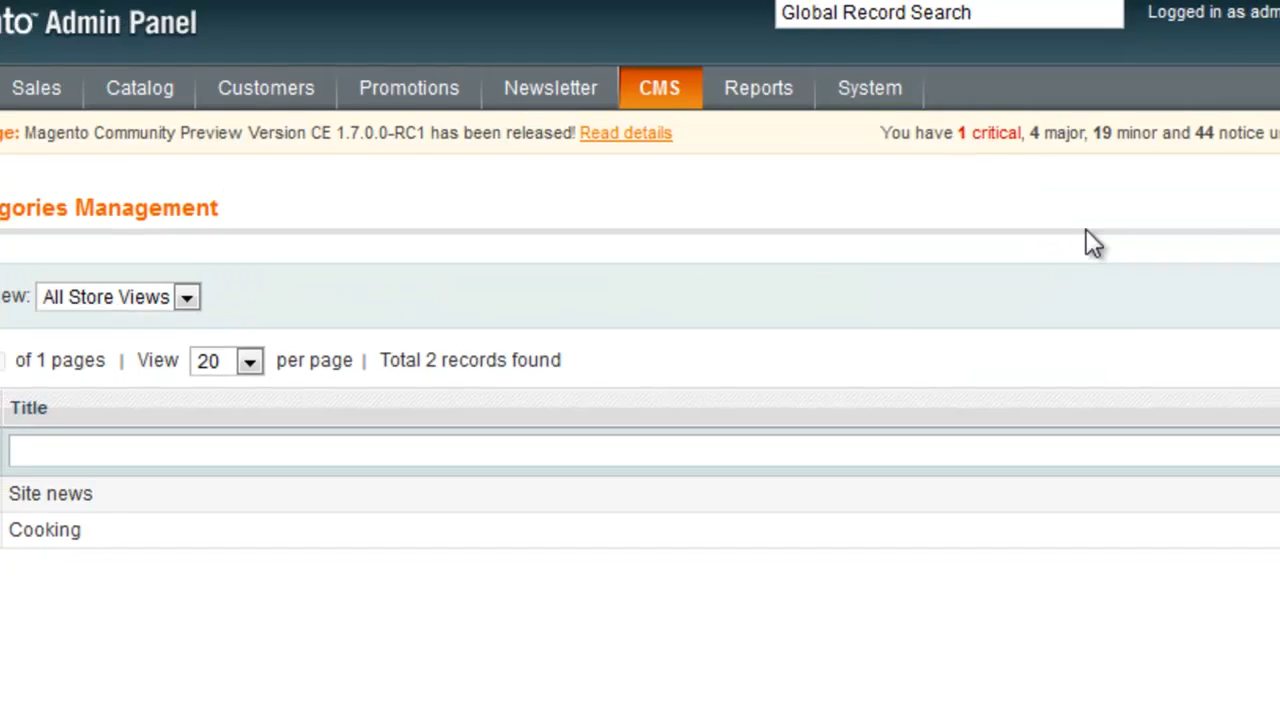 nto Admin Panel
Global Record Search
Logged in as adm
Sales
Catalog
Customers
Promotions
Newsletter
CMS
Reports
System
ge: Magento Community Preview Version CE 1.7.0.0-RC1 has been released! Read details
You have 1 critical, 4 major, 19 minor and 44 notice u
gories Management
ew: All Store Views
of 1 pages | View 20 per page | Total 2 records found
Title
Site news
Cooking